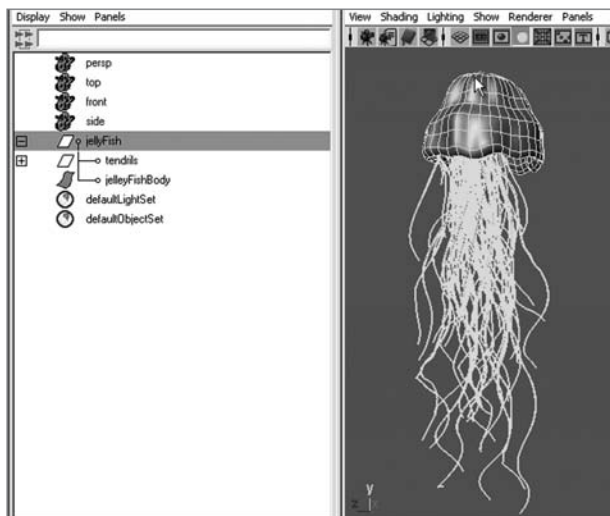 Display Show Panels
persp
top
front
side
jellyFish
tendrils
jelleyFishBody
defaultLightSet
defaultObjectSet
View Shading Lighting Show Renderer Panels
y
z x